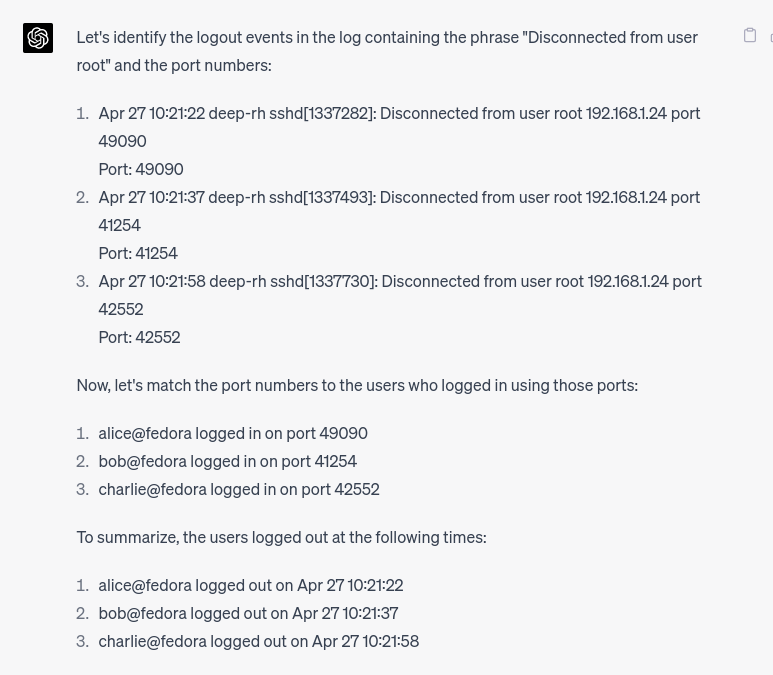 Let's identify the logout events in the log containing the phrase "Disconnected from user
root" and the port numbers:
1. Apr 27 10:21:22 deep-rh sshd[1337282]: Disconnected from user root 192.168.1.24 port
49090
Port: 49090
2. Apr 27 10:21:37 deep-rh sshd[1337493]: Disconnected from user root 192.168.1.24 port
41254
Port: 41254
3. Apr 27 10:21:58 deep-rh sshd[1337730]: Disconnected from user root 192.168.1.24 port
42552
Port: 42552
Now, let's match the port numbers to the users who logged in using those ports:
1. alice@fedora logged in on port 49090
2. bob@fedora logged in on port 41254
3. charlie@fedora logged in on port 42552
To summarize, the users logged out at the following times:
1. alice@fedora logged out on Apr 27 10:21:22
2. bob@fedora logged out on Apr 27 10:21:37
3. charlie@fedora logged out on Apr 27 10:21:58